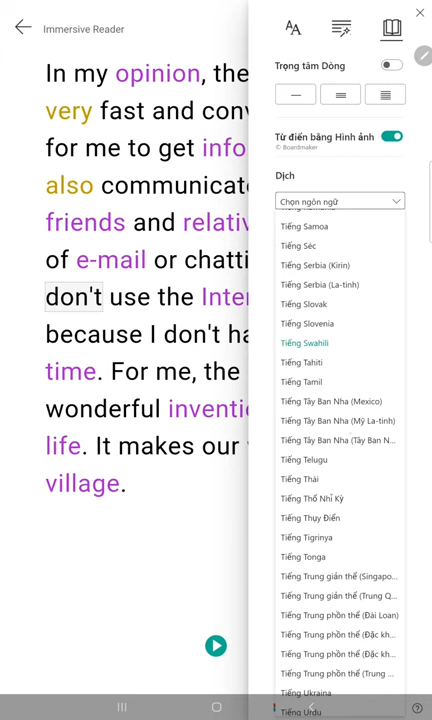 Immersive Reader
In my opinion, the
very fast and conv
for me to get info
also communicate
friends and relativ
of e-mail or chatti
don't use the Inter
because I don't ha
time. For me, the
wonderful inventi
life. It makes our
village.
Trọng tâm Dòng
Từ điển bằng Hình ảnh
© Boardmaker
Dịch
Chọn ngôn ngữ
Tiếng Samoa
Tiếng Séc
Tiếng Serbia (Kirin)
Tiếng Serbia (La-tinh)
Tiếng Slovak
Tiếng Slovenia
Tiếng Swahili
Tiếng Tahiti
Tiếng Tamil
Tiếng Tây Ban Nha (Mexico)
Tiếng Tây Ban Nha (Mỹ La-tinh)
Tiếng Tây Ban Nha (Tây Ban N...
Tiếng Telugu
Tiếng Thái
Tiếng Thổ Nhĩ Kỳ
Tiếng Thụy Điển
Tiếng Tigrinya
Tiếng Tonga
Tiếng Trung giản thể (Singapo...
Tiếng Trung giản thể (Trung Q...
Tiếng Trung phồn thể (Đài Loan)
Tiếng Trung phồn thể (Đặc kh...
Tiếng Trung phồn thể (Đặc kh...
Tiếng Trung phồn thể (Trung ...
Tiếng Ukraina
Tiếng Urdu